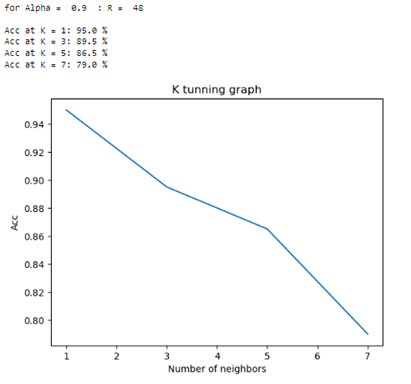 for Alpha =  0.9  : R =  48
Acc at K = 1: 95.0 %
Acc at K = 3: 89.5 %
Acc at K = 5: 86.5 %
Acc at K = 7: 79.0 %
K tunning graph
0.94
0.92
0.90
0.88
0.86
0.84
0.82
0.80
Acc
1 2 3 4 5 6 7
Number of neighbors